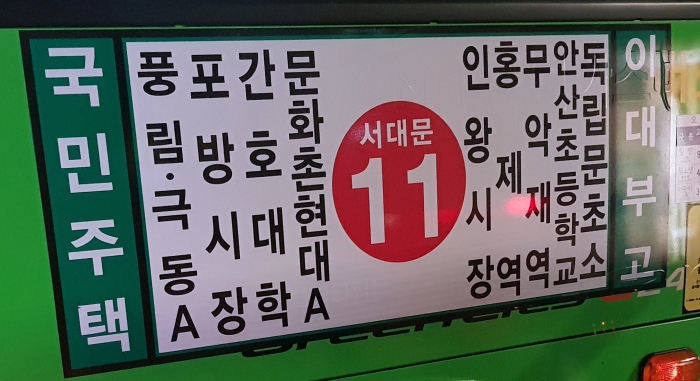 국민주택
풍림·극동A
포방시장
간호대학
문화촌현대A
서대문
11
인왕시장
홍제역
무악재역
안산초등학교
독립문초소
이대부고